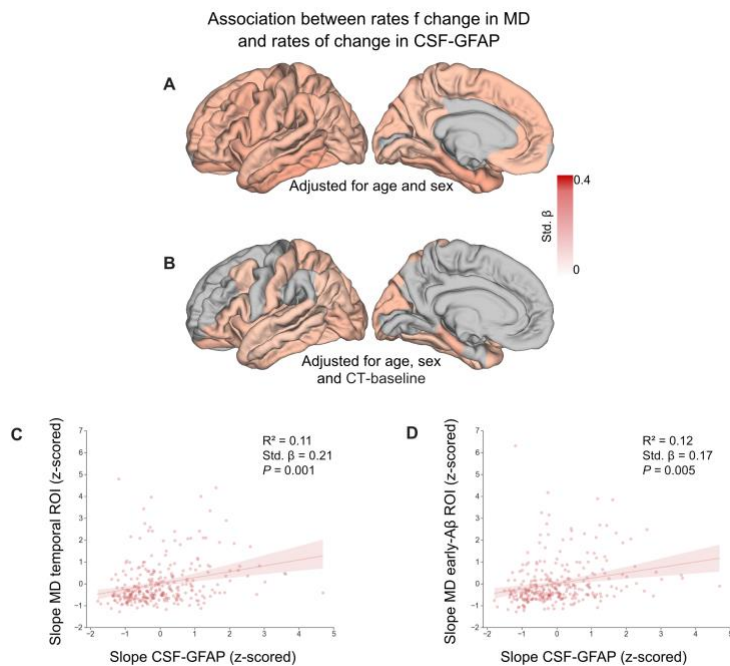 Association between rates f change in MD
and rates of change in CSF-GFAP
A
Adjusted for age and sex
0.4
Std. β
0
B
Adjusted for age, sex
and CT-baseline
C
R² = 0.11
Std. β = 0.21
P = 0.001
Slope MD temporal ROI (z-scored)
7
6
5
4
3
2
1
0
−1
−2
−2
−1
0
1
2
3
4
5
Slope CSF-GFAP (z-scored)
D
R² = 0.12
Std. β = 0.17
P = 0.005
Slope MD early-Aβ ROI (z-scored)
7
6
5
4
3
2
1
0
−1
−2
−2
−1
0
1
2
3
4
5
Slope CSF-GFAP (z-scored)